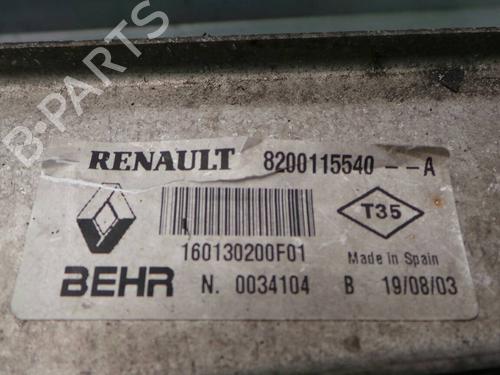 B-PARTS
RENAULT 8200115540--A
T35
160130200F01 Made in Spain
BEHR N. 0034104 B 19/08/03